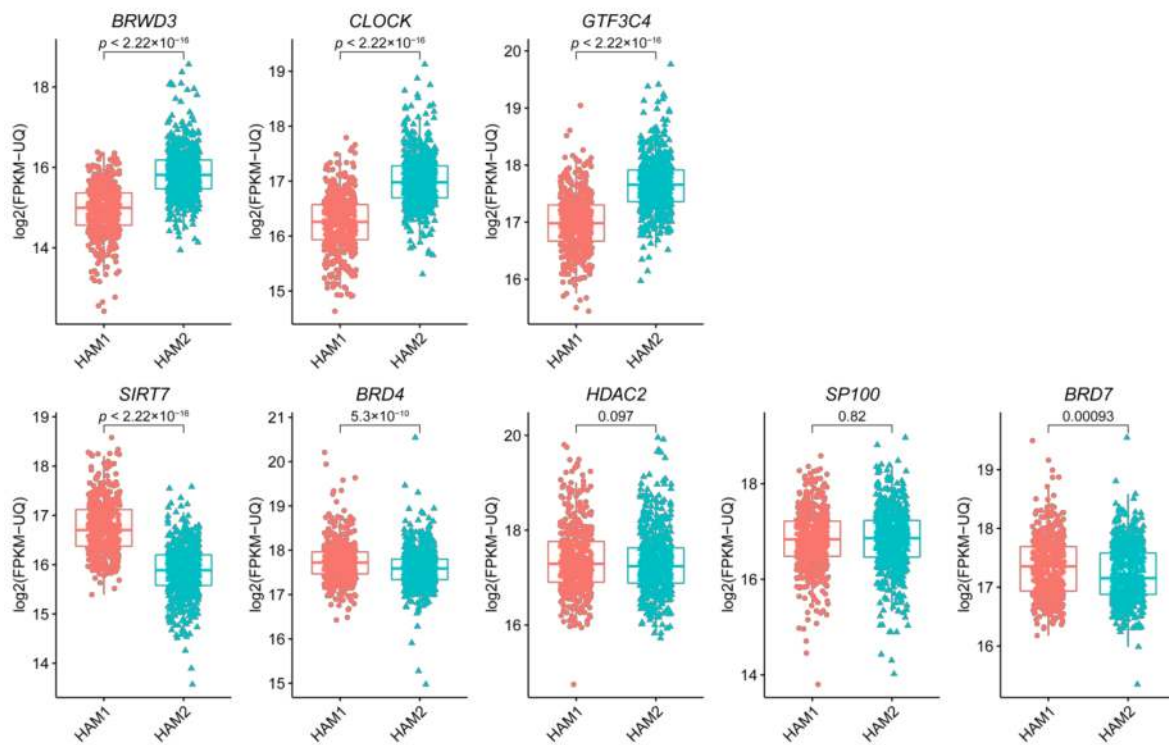 BRWD3
p < 2.22×10⁻¹⁶
log2(FPKM−UQ)
18
16
14
HAM1
HAM2
CLOCK
p < 2.22×10⁻¹⁶
log2(FPKM−UQ)
19
18
17
16
15
HAM1
HAM2
GTF3C4
p < 2.22×10⁻¹⁶
log2(FPKM−UQ)
20
19
18
17
16
HAM1
HAM2
SIRT7
p < 2.22×10⁻¹⁶
log2(FPKM−UQ)
19
18
17
16
15
14
HAM1
HAM2
BRD4
5.3×10⁻¹⁰
log2(FPKM−UQ)
21
20
19
18
17
16
15
HAM1
HAM2
HDAC2
0.097
log2(FPKM−UQ)
20
18
16
HAM1
HAM2
SP100
0.82
log2(FPKM−UQ)
18
16
14
HAM1
HAM2
BRD7
0.00093
log2(FPKM−UQ)
19
18
17
16
HAM1
HAM2